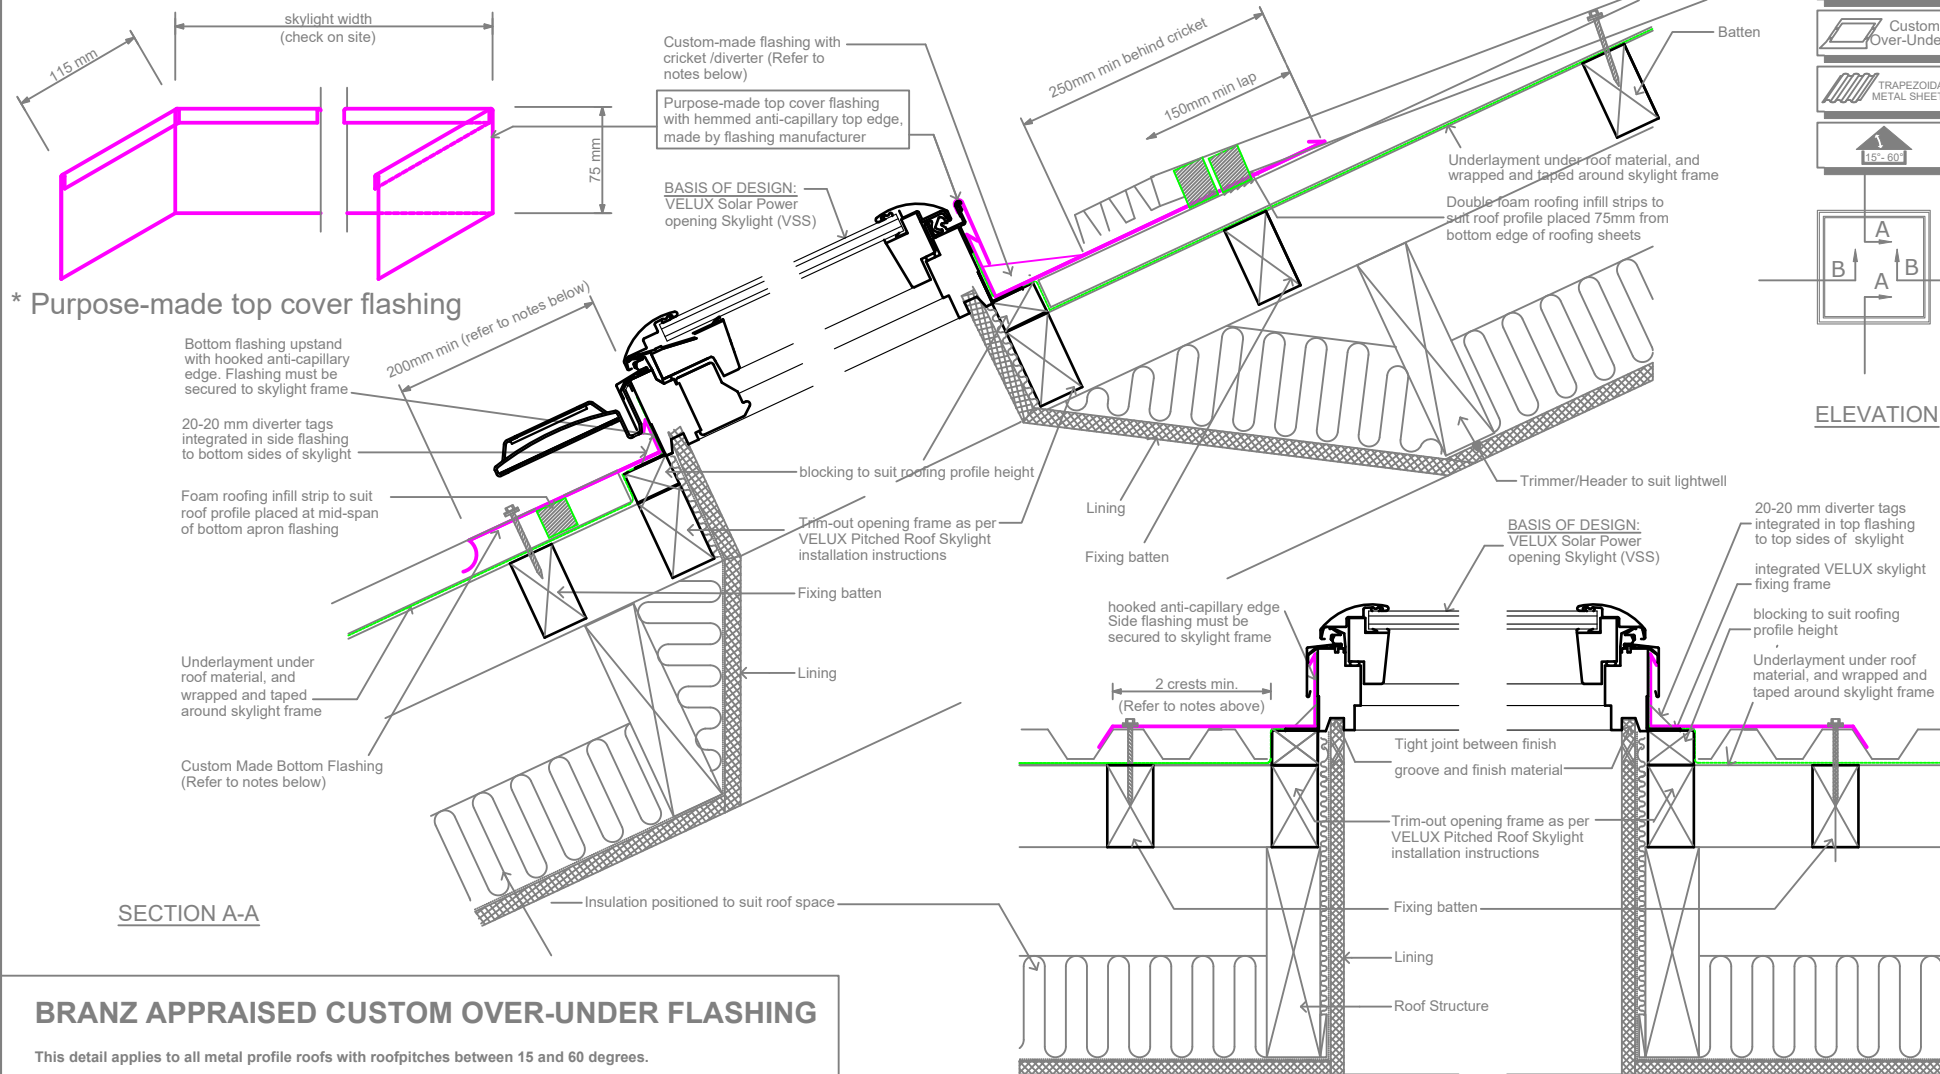 skylight width
(check on site)
115 mm
75 mm
* Purpose-made top cover flashing
Custom-made flashing with
cricket /diverter (Refer to
notes below)
Purpose-made top cover flashing
with hemmed anti-capillary top edge,
made by flashing manufacturer
BASIS OF DESIGN:
VELUX Solar Power
opening Skylight (VSS)
250mm min behind cricket
150mm min lap
Batten
Underlayment under roof material, and
wrapped and taped around skylight frame
Double foam roofing infill strips to
suit roof profile placed 75mm from
bottom edge of roofing sheets
Custom
Over-Unde
TRAPEZOIDA
METAL SHEET
15°- 60°
A
B
B
A
ELEVATION
200mm min (refer to notes below)
Bottom flashing upstand
with hooked anti-capillary
edge. Flashing must be
secured to skylight frame
20-20 mm diverter tags
integrated in side flashing
to bottom sides of skylight
Foam roofing infill strip to suit
roof profile placed at mid-span
of bottom apron flashing
Underlayment under
roof material, and
wrapped and taped
around skylight frame
Custom Made Bottom Flashing
(Refer to notes below)
blocking to suit roofing profile height
Trim-out opening frame as per
VELUX Pitched Roof Skylight
installation instructions
Fixing batten
Lining
Lining
Fixing batten
Trimmer/Header to suit lightwell
Insulation positioned to suit roof space
SECTION A-A
BASIS OF DESIGN:
VELUX Solar Power
opening Skylight (VSS)
20-20 mm diverter tags
integrated in top flashing
to top sides of skylight
integrated VELUX skylight
fixing frame
blocking to suit roofing
profile height
Underlayment under roof
material, and wrapped and
taped around skylight frame
hooked anti-capillary edge
Side flashing must be
secured to skylight frame
2 crests min.
(Refer to notes above)
Tight joint between finish
groove and finish material
Trim-out opening frame as per
VELUX Pitched Roof Skylight
installation instructions
Fixing batten
Lining
Roof Structure
BRANZ APPRAISED CUSTOM OVER-UNDER FLASHING
This detail applies to all metal profile roofs with roofpitches between 15 and 60 degrees.